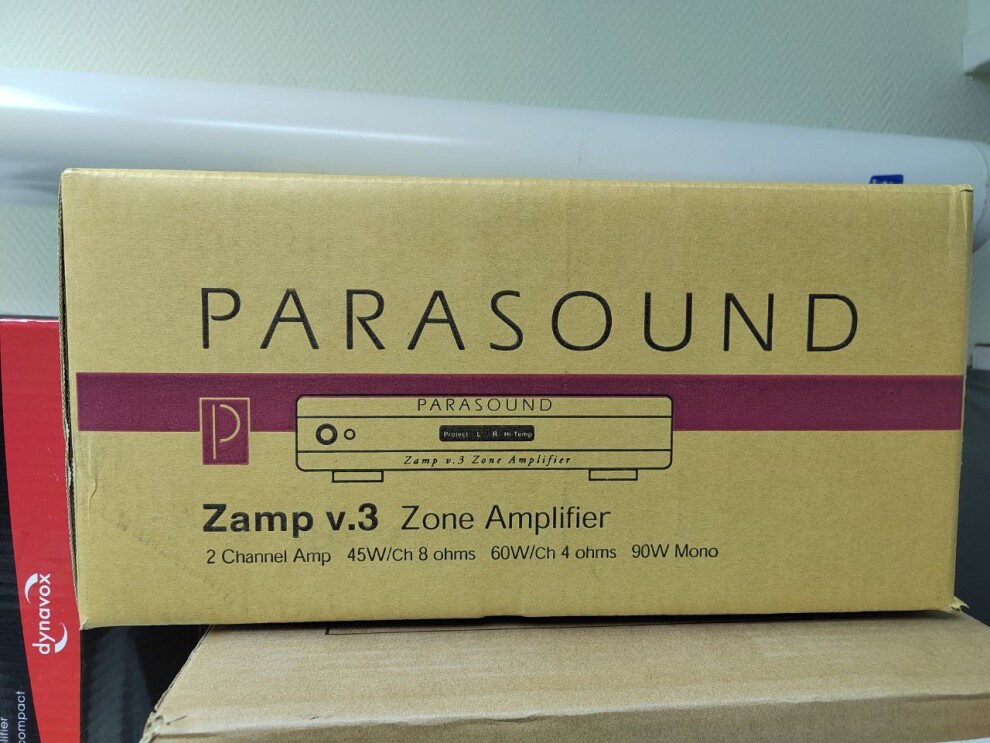 PARASOUND
P
PARASOUND
Protect L R Hi-Temp
Zamp v.3 Zone Amplifier
Zamp v.3 Zone Amplifier
2 Channel Amp 45W/Ch 8 ohms 60W/Ch 4 ohms 90W Mono
dynavox
lifier
compact